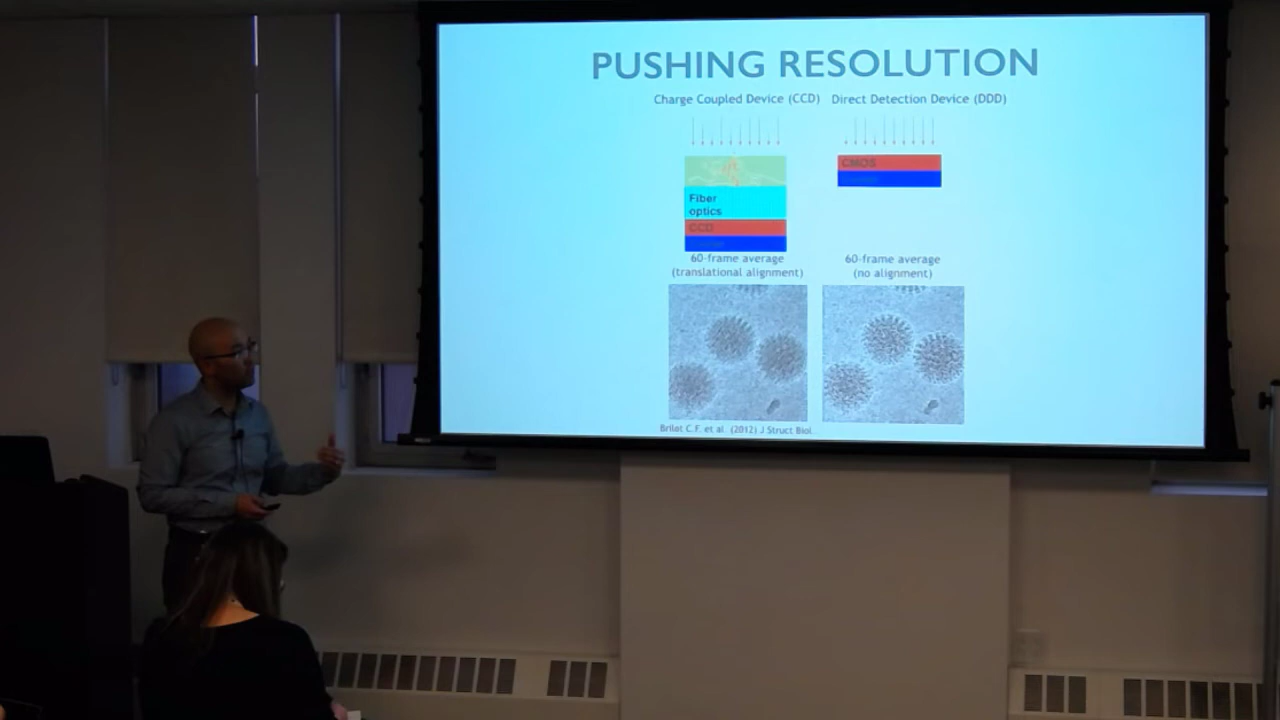 PUSHING RESOLUTION
Charge Coupled Device (CCD) Direct Detection Device (DDD)
CMOS
Fiber
optics
CCD
60-frame average
(translational alignment)
60-frame average
(no alignment)
Brilot C.F. et al. (2012) J Struct Biol.